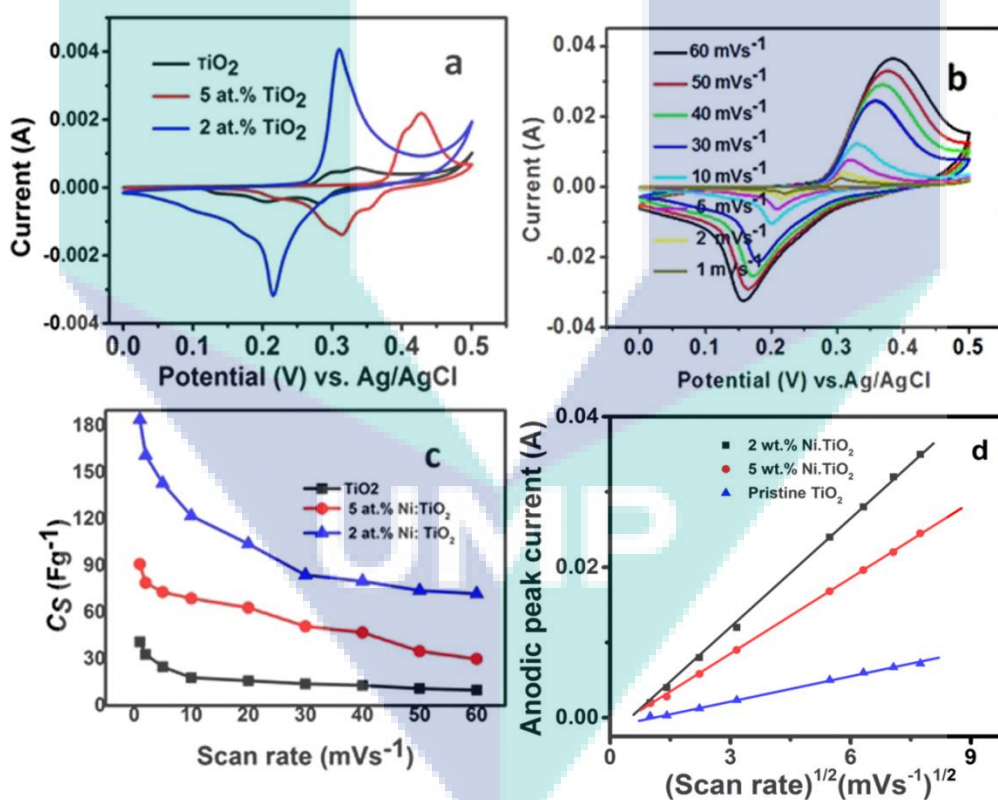 a
0.004
0.002
0.000
-0.002
-0.004
Current (A)
TiO2
5 at.% TiO2
2 at.% TiO2
0.0 0.1 0.2 0.3 0.4 0.5
Potential (V) vs. Ag/AgCl
b
0.04
0.02
0.00
-0.02
-0.04
Current (A)
60 mVs-1
50 mVs-1
40 mVs-1
30 mVs-1
10 mVs-1
5 mVs-1
2 mVs-1
1 mVs-1
0.0 0.1 0.2 0.3 0.4 0.5
Potential (V) vs.Ag/AgCl
c
180
150
120
90
60
30
0
CS (Fg-1)
TiO2
5 at.% Ni:TiO2
2 at.% Ni: TiO2
0 10 20 30 40 50 60
Scan rate (mVs-1)
d
0.04
0.02
0.00
Anodic peak current (A)
2 wt.% Ni.TiO2
5 wt.% Ni.TiO2
Pristine TiO2
0 3 6 9
(Scan rate)1/2(mVs-1)1/2
UMP